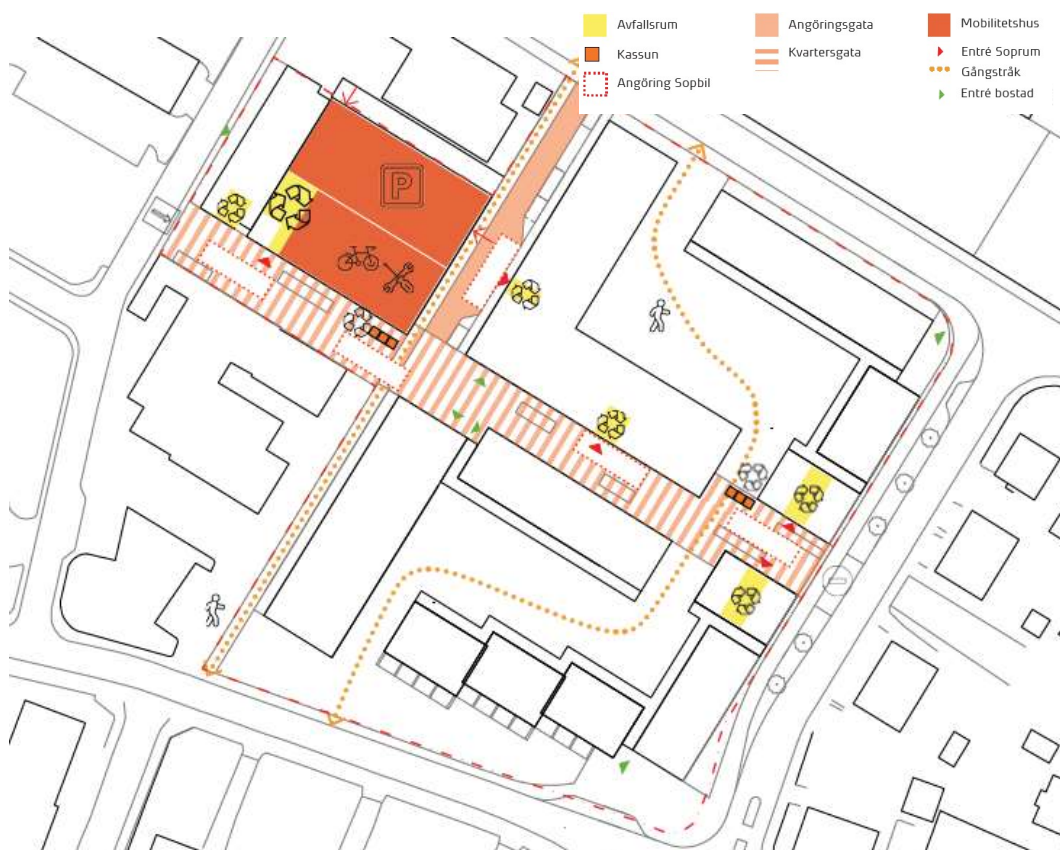 Avfallsrum
Kassun
Angöring Sopbil
Angöringsgata
Kvartersgata
Mobilitetshus
Entré Soprum
Gångstråk
Entré bostad
P